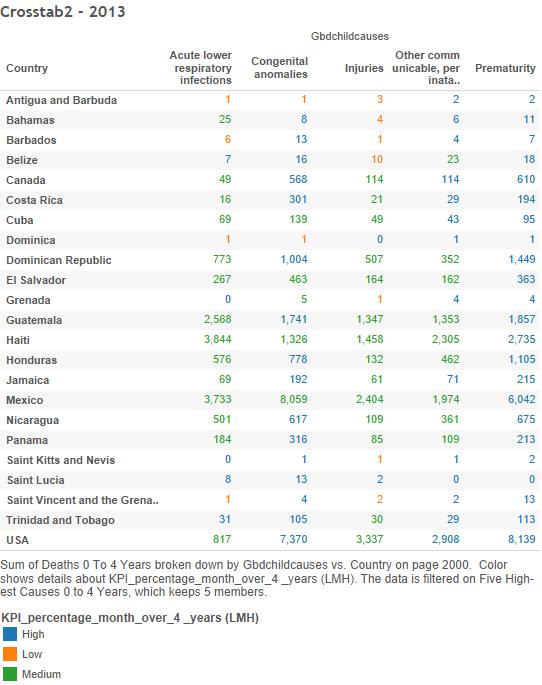 Crosstab2 - 2013
Gbdchildcauses
Country Acute lower respiratory infections Congenital anomalies Injuries Other comm unicable, per inata.. Prematurity
Antigua and Barbuda 1 1 3 2 2
Bahamas 25 8 4 6 11
Barbados 6 13 1 4 7
Belize 7 16 10 23 18
Canada 49 568 114 114 610
Costa Rica 16 301 21 29 194
Cuba 69 139 49 43 95
Dominica 1 1 0 1 1
Dominican Republic 773 1,004 507 352 1,449
El Salvador 267 463 164 162 363
Grenada 0 5 1 4 4
Guatemala 2,568 1,741 1,347 1,353 1,857
Haiti 3,844 1,326 1,458 2,305 2,735
Honduras 576 778 132 462 1,105
Jamaica 69 192 61 71 215
Mexico 3,733 8,059 2,404 1,974 6,042
Nicaragua 501 617 109 361 675
Panama 184 316 85 109 213
Saint Kitts and Nevis 0 1 1 1 2
Saint Lucia 8 13 2 0 0
Saint Vincent and the Grena.. 1 4 2 2 13
Trinidad and Tobago 31 105 30 29 113
USA 817 7,370 3,337 2,908 8,139
Sum of Deaths 0 To 4 Years broken down by Gbdchildcauses vs. Country on page 2000. Color
shows details about KPI_percentage_month_over_4 _years (LMH). The data is filtered on Five High-
est Causes 0 to 4 Years, which keeps 5 members.
KPI_percentage_month_over_4 _years (LMH)
High
Low
Medium